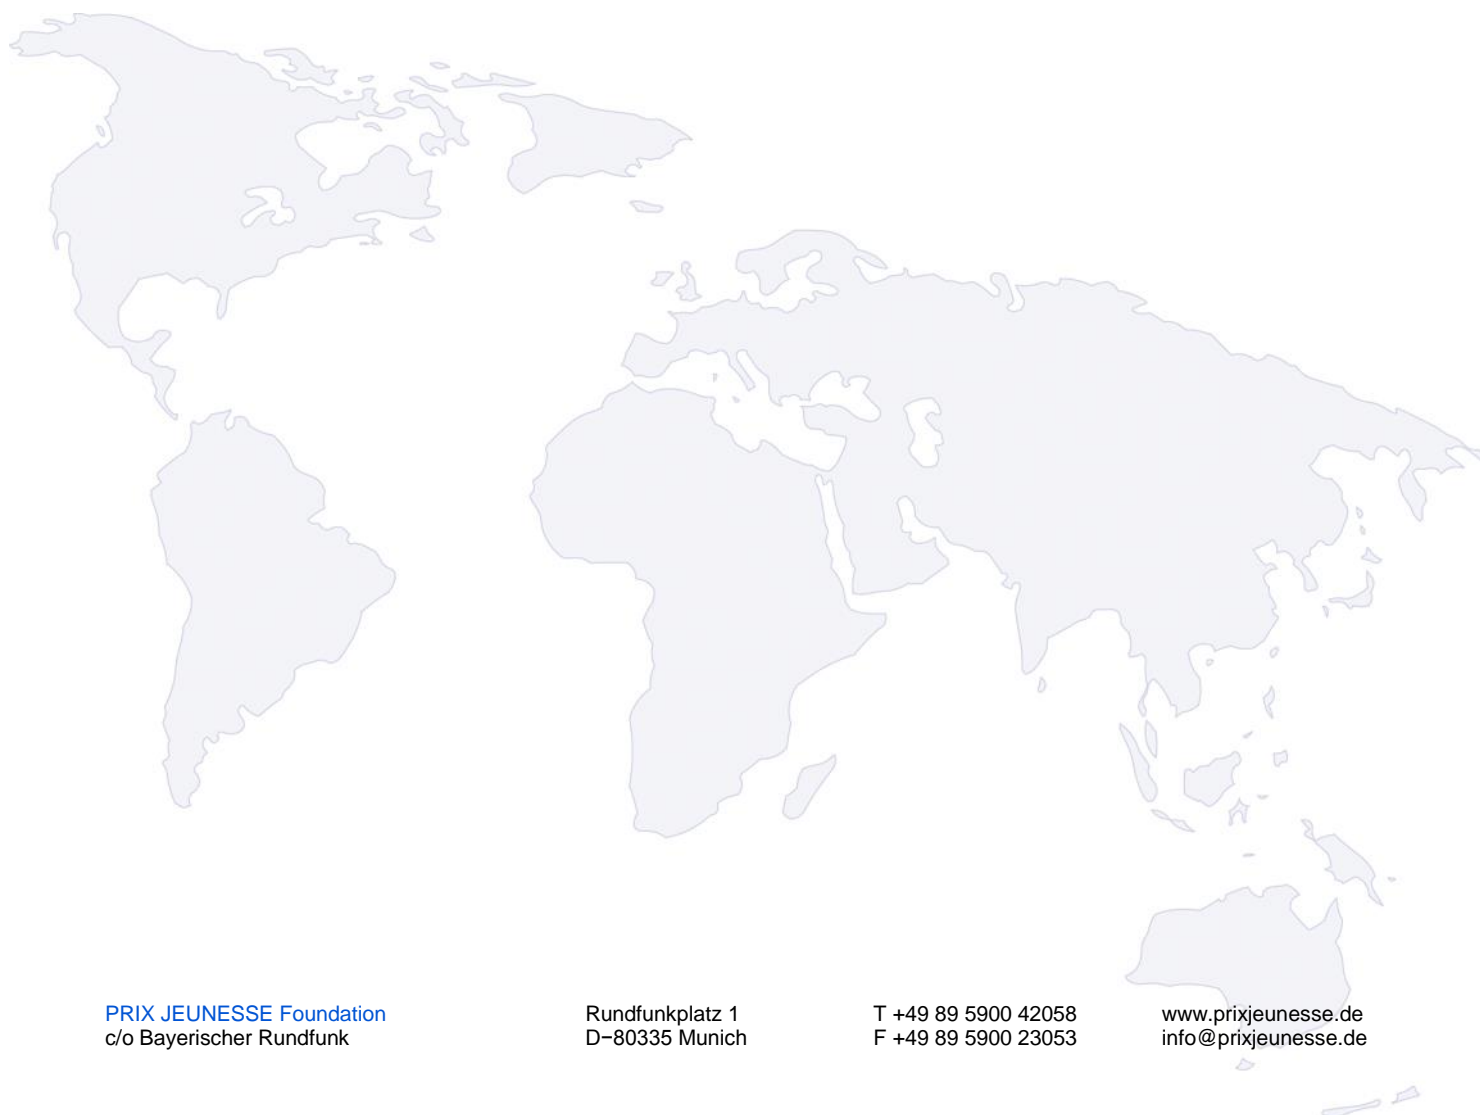 PRIX JEUNESSE Foundation
c/o Bayerischer Rundfunk
Rundfunkplatz 1
D−80335 Munich
T +49 89 5900 42058
F +49 89 5900 23053
www.prixjeunesse.de
info@prixjeunesse.de